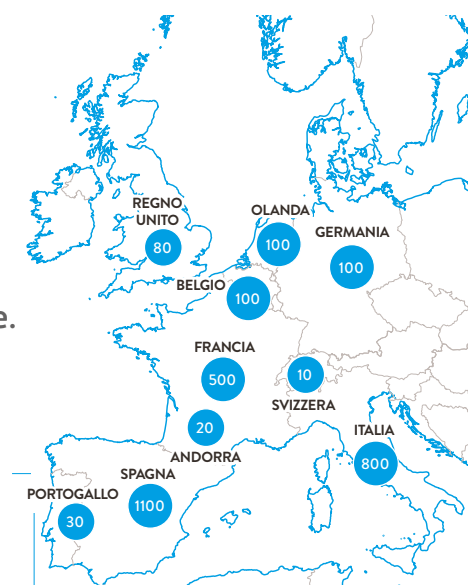 REGNO
UNITO
80
OLANDA
100
GERMANIA
100
BELGIO
100
e.
FRANCIA
500
10
SVIZZERA
20
ANDORRA
ITALIA
800
SPAGNA
1100
PORTOGALLO
30